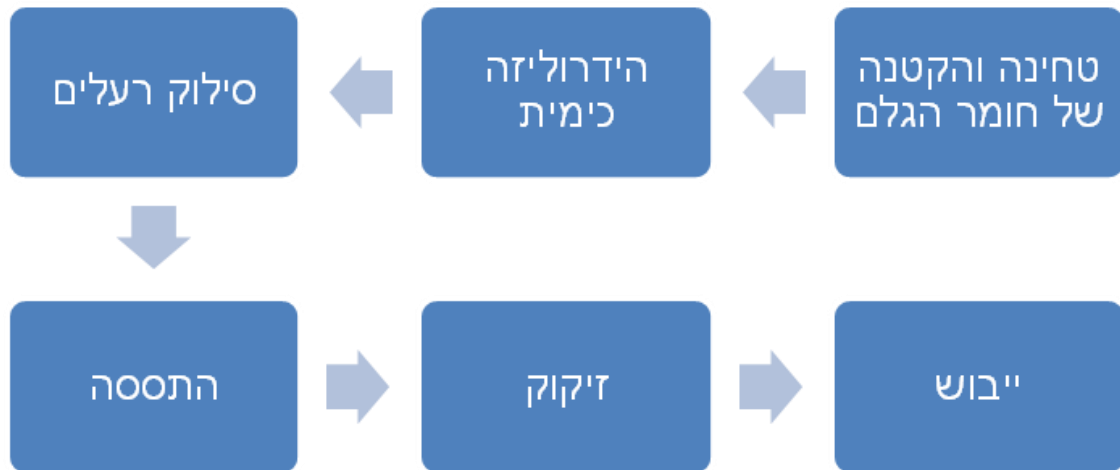 טחינה והקטנה
של חומר הגלם
הידרוליזה
כימית
סילוק רעלים
התססה
זיקוק
ייבוש